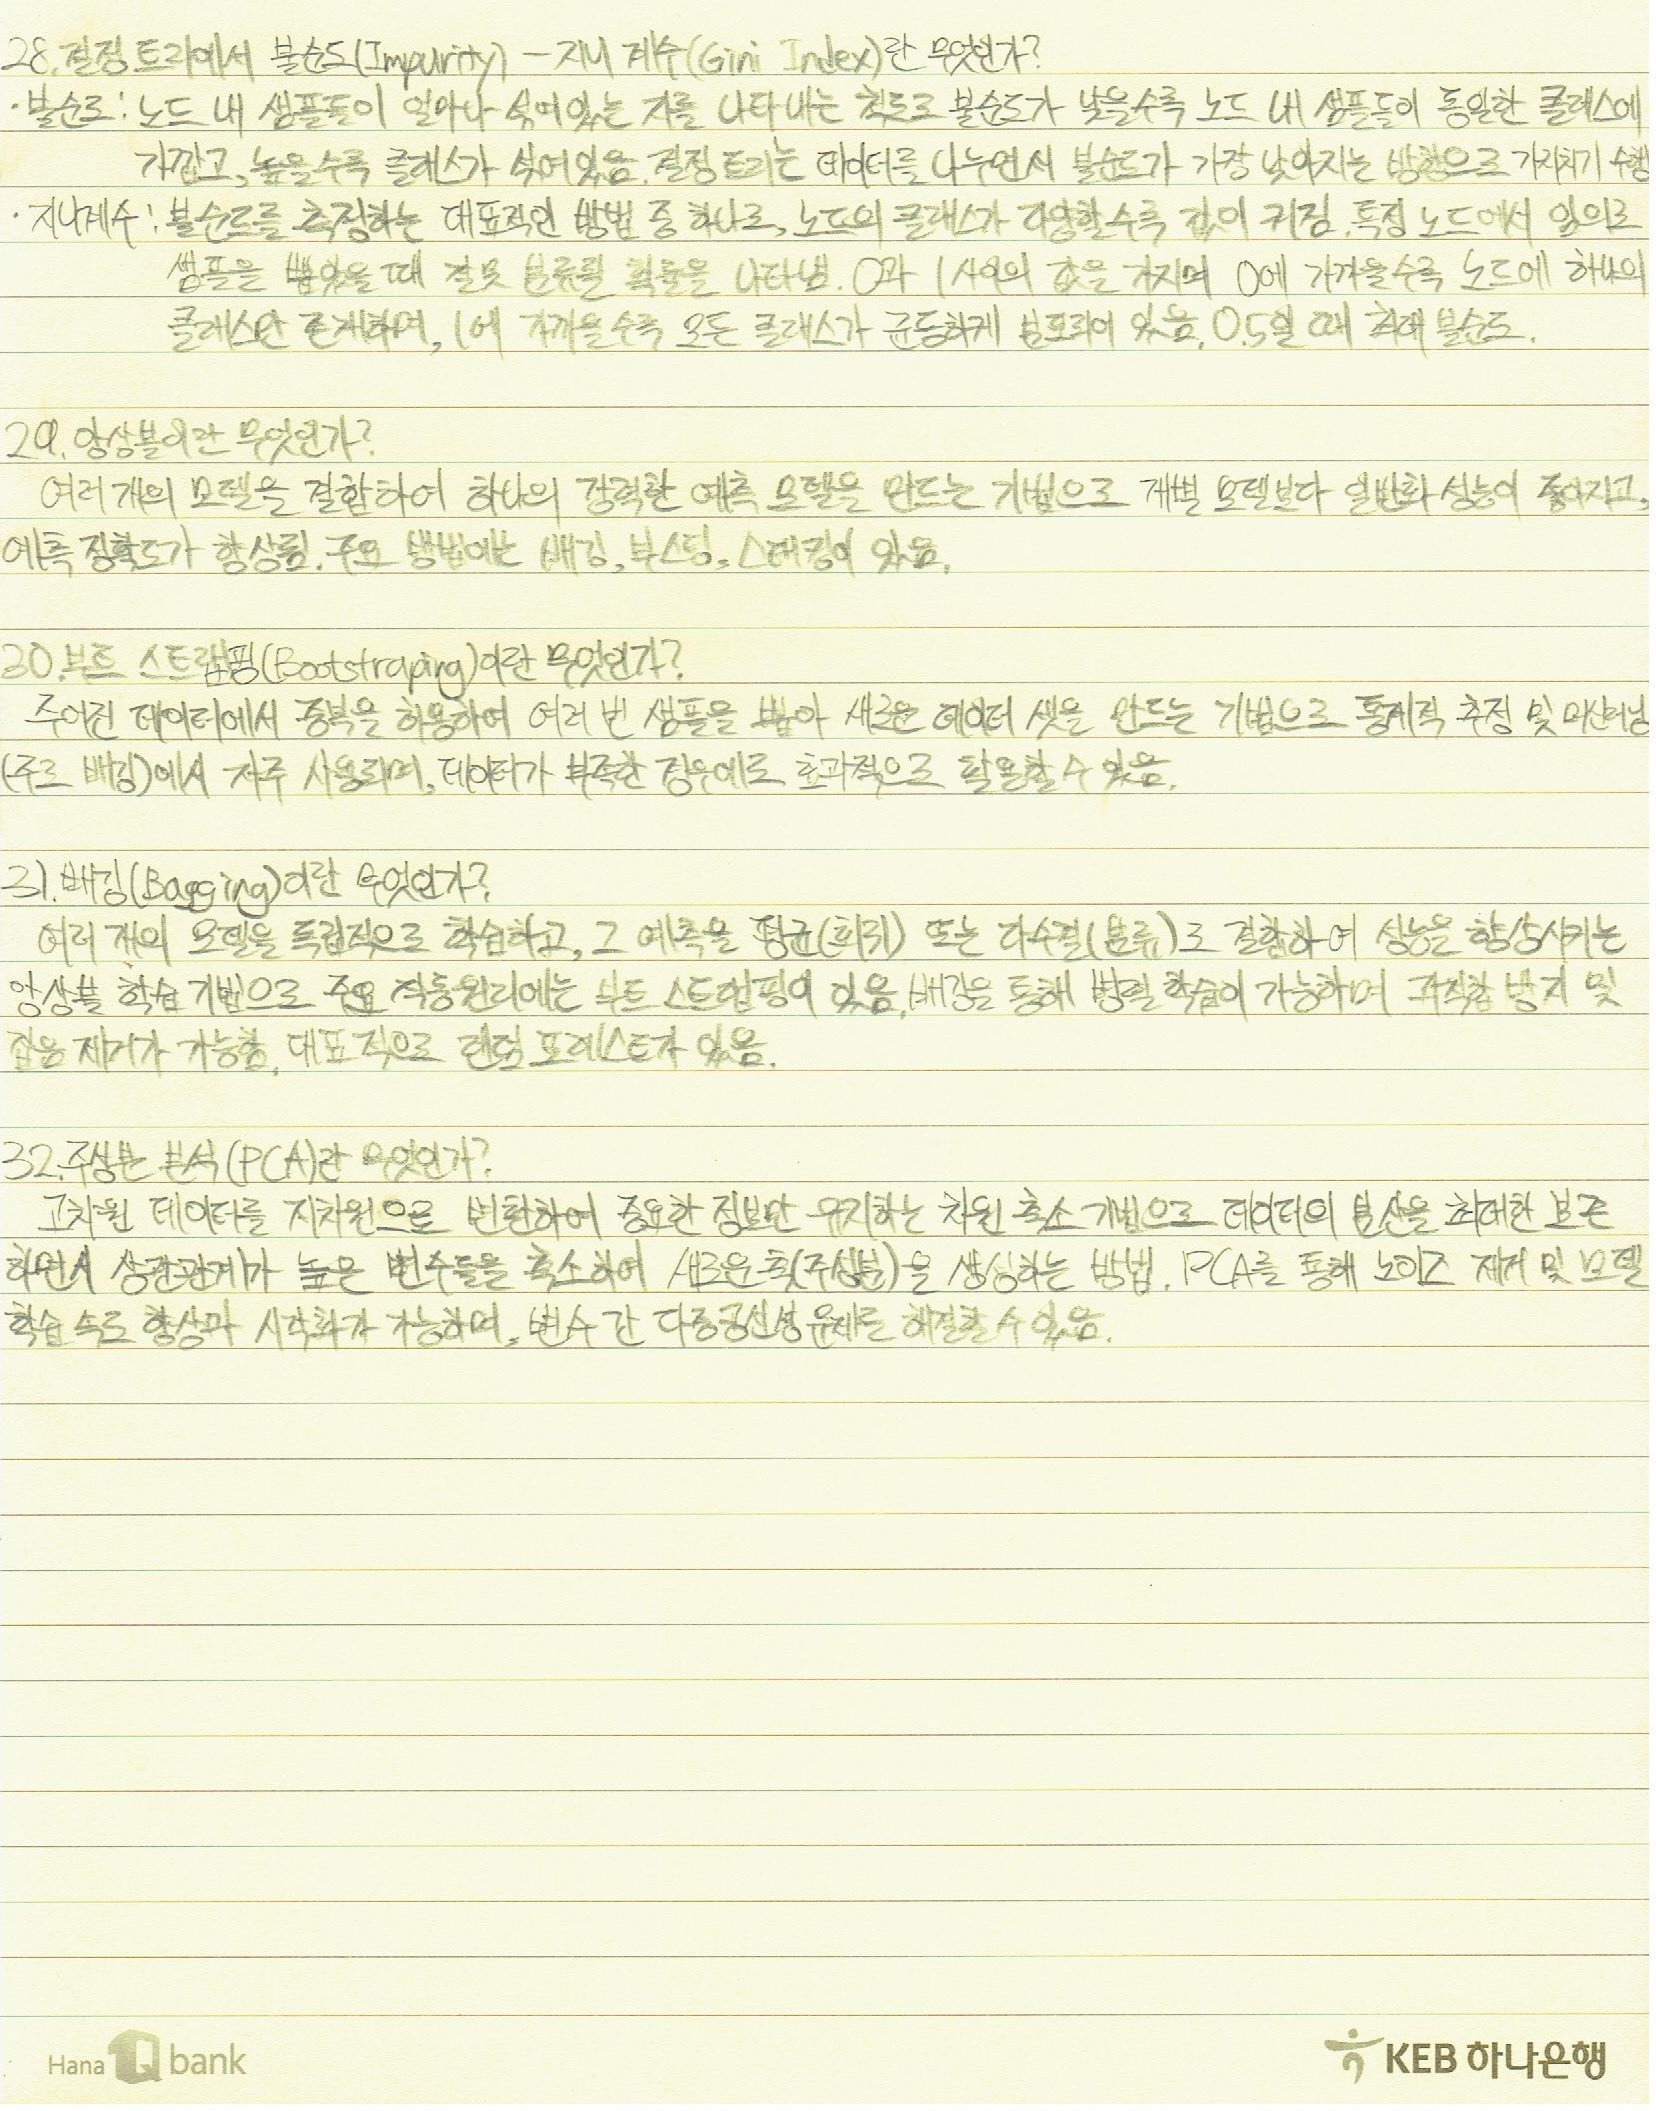 28. 결정 트리에서 불순도(Impurity) - 지니 계수(Gini Index)란 무엇인가?
· 불순도: 노드 내 샘플들이 얼마나 섞여있는 지를 나타내는 척도로 불순도가 낮을수록 노드 내 샘플들이 동일한 클래스에
가깝고, 높을수록 클래스가 섞여있음. 결정 트리는 데이터를 나누면서 불순도가 가장 낮아지는 방향으로 가지치기 수행
· 지니계수: 불순도를 측정하는 대표적인 방법 중 하나로, 노드의 클래스가 다양할수록 값이 커짐. 특정 노드에서 임의로
샘플을 뽑았을 때 잘못 분류될 확률을 나타냄. 0과 1사이의 값을 가지며 0에 가까울수록 노드에 하나의
클래스만 존재하며, 1에 가까울수록 모든 클래스가 균등하게 분포되어 있음. 0.5일 때 최대 불순도.
29. 앙상블이란 무엇인가?
여러 개의 모델을 결합하여 하나의 강력한 예측 모델을 만드는 기법으로 개별 모델보다 일반화 성능이 좋아지고,
예측 정확도가 향상됨. 주요 방법에는 배깅, 부스팅, 스태킹이 있음.
30. 부트 스트랩핑(Bootstraping)이란 무엇인가?
주어진 데이터에서 중복을 허용하여 여러 번 샘플을 뽑아 새로운 데이터 셋을 만드는 기법으로 통계적 추정 및 머신러닝
(주로 배깅)에서 자주 사용되며, 데이터가 부족한 경우에도 효과적으로 활용할 수 있음.
31. 배깅(Bagging)이란 무엇인가?
여러 개의 모델을 독립적으로 학습하고, 그 예측을 평균(회귀) 또는 다수결(분류)로 결합하여 성능을 향상시키는
앙상블 학습 기법으로 주요 작동원리에는 부트 스트랩핑이 있음. 배깅을 통해 병렬 학습이 가능하며 과적합 방지 및
잡음 제거가 가능함. 대표적으로 랜덤 포레스트가 있음.
32. 주성분 분석(PCA)란 무엇인가?
고차원 데이터를 저차원으로 변환하여 중요한 정보만 유지하는 차원 축소 기법으로 데이터의 분산을 최대한 보존
하면서 상관관계가 높은 변수들을 축소하여 새로운 축(주성분)을 생성하는 방법. PCA를 통해 노이즈 제거 및 모델
학습 속도 향상과 시각화가 가능하며, 변수 간 다중공선성 문제를 해결할 수 있음.
Hana 1Q bank
KEB 하나은행